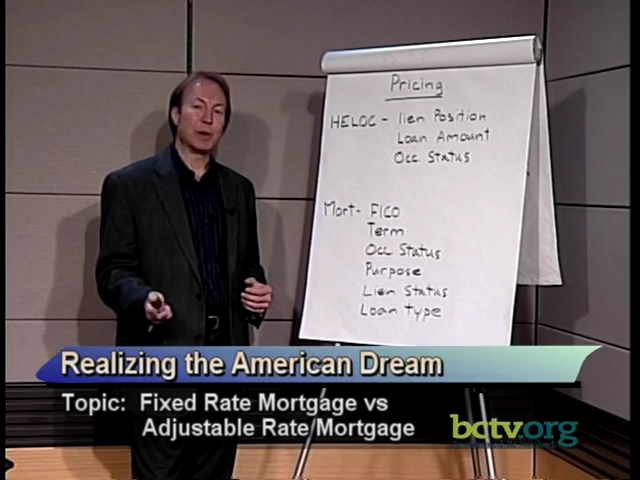 Pricing
HELOC - lien Position
Loan Amount
Occ Status
Mort- FICO
Term
Occ Status
Purpose
Lien Status
Loan type
Realizing the American Dream
Topic: Fixed Rate Mortgage vs
Adjustable Rate Mortgage
bctv.org